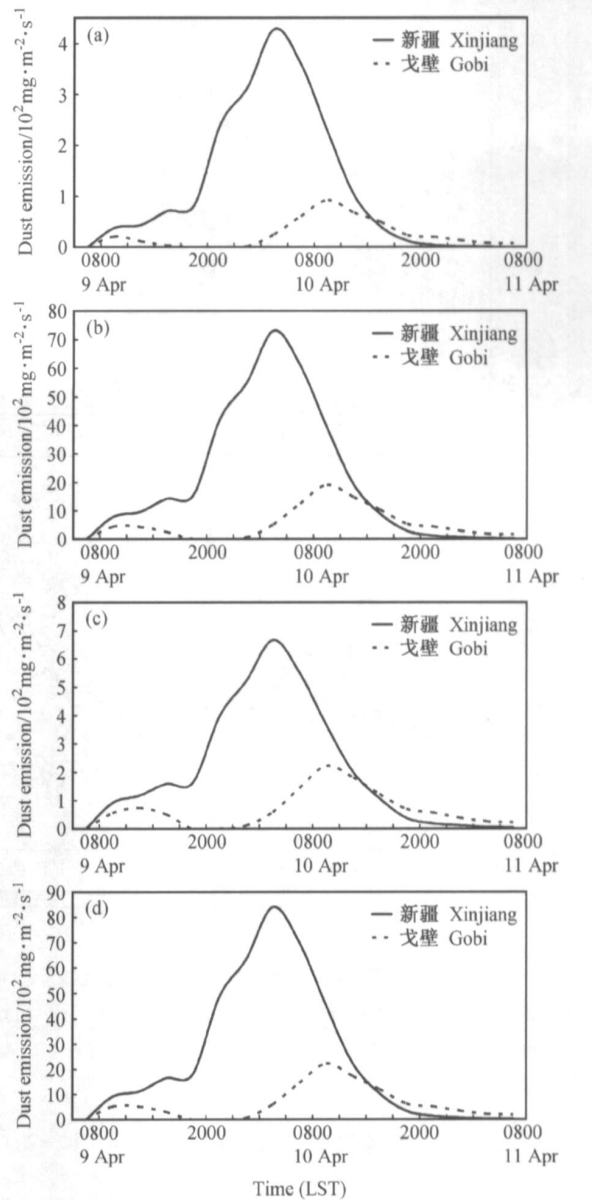 (a)
新疆 Xinjiang
戈壁 Gobi
Dust emission/10²mg·m⁻²·s⁻¹
4
3
2
1
0
0800 2000 0800 2000 0800
9 Apr 10 Apr 11 Apr
(b)
新疆 Xinjiang
戈壁 Gobi
Dust emission/10²mg·m⁻²·s⁻¹
80
70
60
50
40
30
20
10
0
0800 2000 0800 2000 0800
9 Apr 10 Apr 11 Apr
(c)
新疆 Xinjiang
戈壁 Gobi
Dust emission/10²mg·m⁻²·s⁻¹
8
7
6
5
4
3
2
1
0
0800 2000 0800 2000 0800
9 Apr 10 Apr 11 Apr
(d)
新疆 Xinjiang
戈壁 Gobi
Dust emission/10²mg·m⁻²·s⁻¹
90
80
70
60
50
40
30
20
10
0
0800 2000 0800 2000 0800
9 Apr 10 Apr 11 Apr
Time (LST)